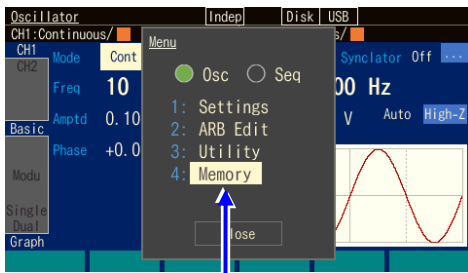 Oscillator Indep Disk USB
CH1:Continuous/ s/
CH1 Mode Cont Menu Synclator Off ...
CH2
Osc Seq
Freq 10 00 Hz
1: Settings
Amptd 0.10 2: ARB Edit V Auto High-Z
Basic
Phase +0.0 3: Utility
4: Memory
Modu
Single
Dual
Graph